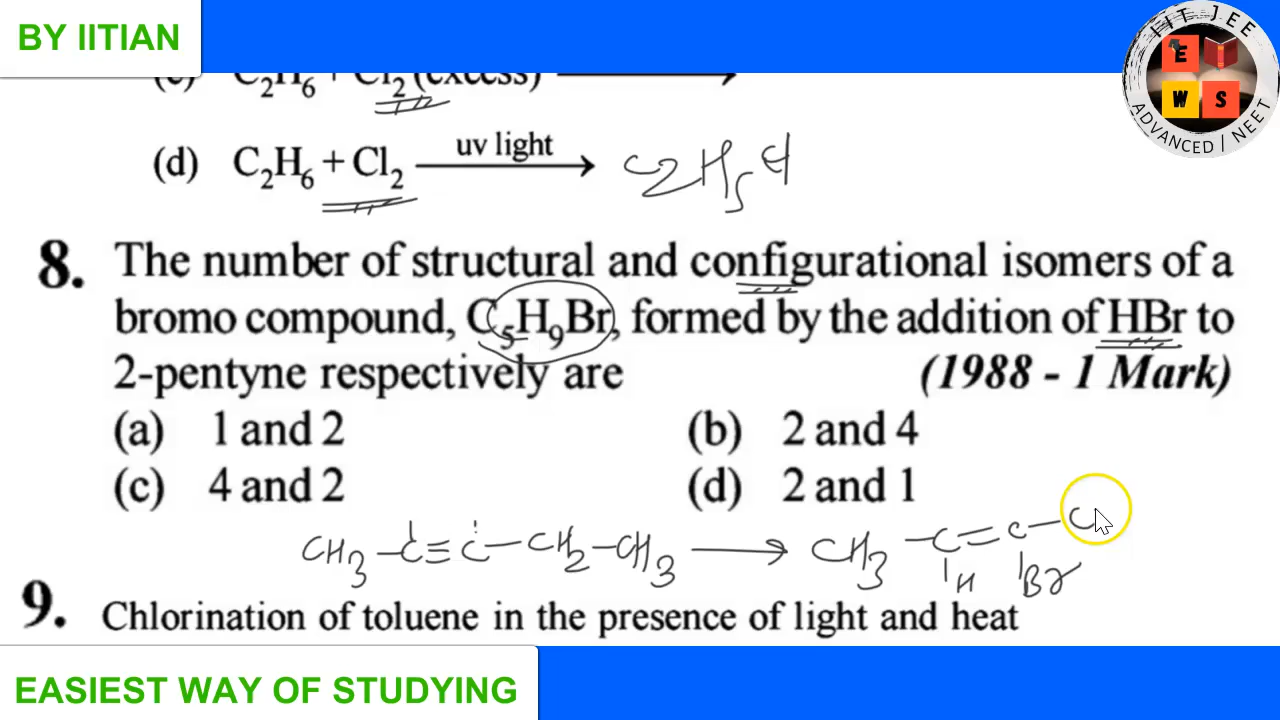 BY IITIAN
IIT JEE
E
W S
ADVANCED / NEET
(c) C₂H₆ + Cl₂ (excess) ⟶
(d) C₂H₆ + Cl₂ —uv light→ C2H5Cl
8. The number of structural and configurational isomers of a
bromo compound, C₅H₉Br, formed by the addition of HBr to
2-pentyne respectively are (1988 - 1 Mark)
(a) 1 and 2 (b) 2 and 4
(c) 4 and 2 (d) 2 and 1
CH3–C≡C–CH2–CH3 ⟶ CH3–C=C–C
H Br
9. Chlorination of toluene in the presence of light and heat
EASIEST WAY OF STUDYING